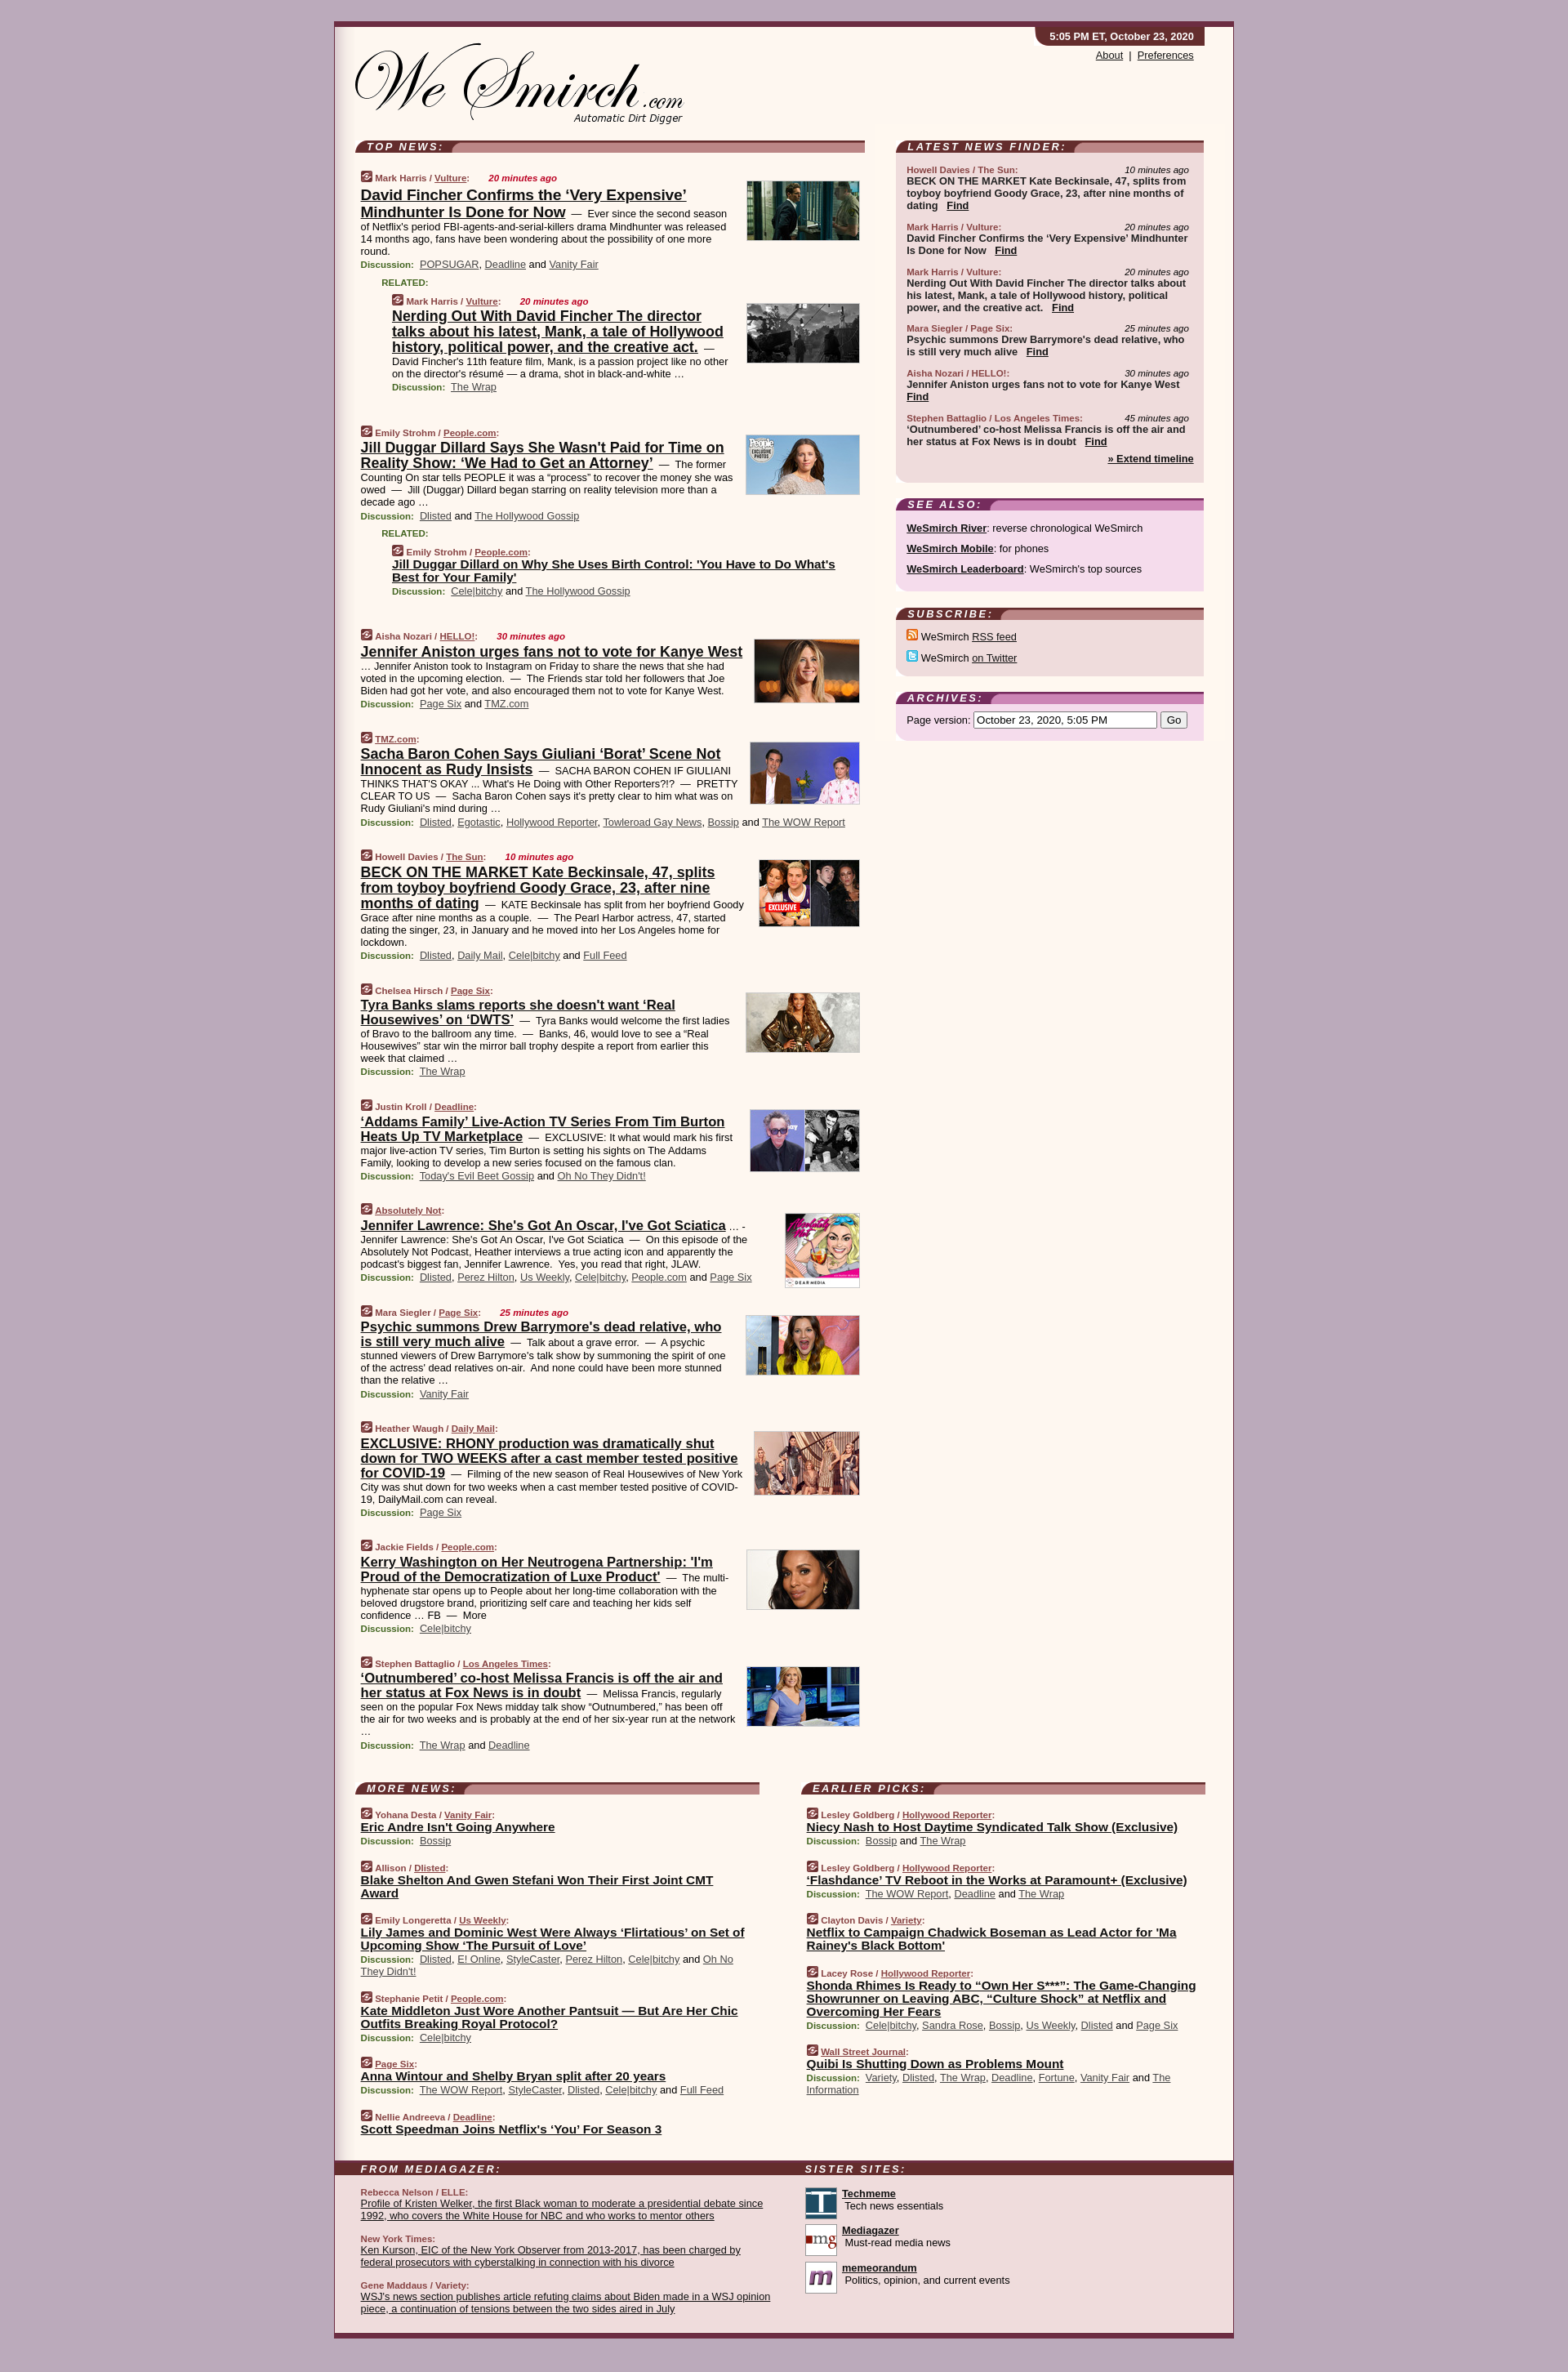 5:05 PM ET, October 23, 2020
About | Preferences
We Smirch.com
Automatic Dirt Digger
TOP NEWS:
Mark Harris / Vulture: 20 minutes ago
David Fincher Confirms the ‘Very Expensive’
Mindhunter Is Done for Now — Ever since the second season
of Netflix's period FBI-agents-and-serial-killers drama Mindhunter was released
14 months ago, fans have been wondering about the possibility of one more
round.
Discussion: POPSUGAR, Deadline and Vanity Fair
RELATED:
Mark Harris / Vulture: 20 minutes ago
Nerding Out With David Fincher The director
talks about his latest, Mank, a tale of Hollywood
history, political power, and the creative act. —
David Fincher's 11th feature film, Mank, is a passion project like no other
on the director's résumé — a drama, shot in black-and-white …
Discussion: The Wrap
Emily Strohm / People.com:
Jill Duggar Dillard Says She Wasn't Paid for Time on
Reality Show: ‘We Had to Get an Attorney’ — The former
Counting On star tells PEOPLE it was a “process” to recover the money she was
owed — Jill (Duggar) Dillard began starring on reality television more than a
decade ago …
Discussion: Dlisted and The Hollywood Gossip
People
EXCLUSIVE
PHOTOS
RELATED:
Emily Strohm / People.com:
Jill Duggar Dillard on Why She Uses Birth Control: 'You Have to Do What's
Best for Your Family'
Discussion: Cele|bitchy and The Hollywood Gossip
Aisha Nozari / HELLO!: 30 minutes ago
Jennifer Aniston urges fans not to vote for Kanye West
… Jennifer Aniston took to Instagram on Friday to share the news that she had
voted in the upcoming election. — The Friends star told her followers that Joe
Biden had got her vote, and also encouraged them not to vote for Kanye West.
Discussion: Page Six and TMZ.com
TMZ.com:
Sacha Baron Cohen Says Giuliani ‘Borat’ Scene Not
Innocent as Rudy Insists — SACHA BARON COHEN IF GIULIANI
THINKS THAT'S OKAY ... What's He Doing with Other Reporters?!? — PRETTY
CLEAR TO US — Sacha Baron Cohen says it's pretty clear to him what was on
Rudy Giuliani's mind during …
Discussion: Dlisted, Egotastic, Hollywood Reporter, Towleroad Gay News, Bossip and The WOW Report
Howell Davies / The Sun: 10 minutes ago
BECK ON THE MARKET Kate Beckinsale, 47, splits
from toyboy boyfriend Goody Grace, 23, after nine
months of dating — KATE Beckinsale has split from her boyfriend Goody
Grace after nine months as a couple. — The Pearl Harbor actress, 47, started
dating the singer, 23, in January and he moved into her Los Angeles home for
lockdown.
Discussion: Dlisted, Daily Mail, Cele|bitchy and Full Feed
EXCLUSIVE
Chelsea Hirsch / Page Six:
Tyra Banks slams reports she doesn't want ‘Real
Housewives’ on ‘DWTS’ — Tyra Banks would welcome the first ladies
of Bravo to the ballroom any time. — Banks, 46, would love to see a “Real
Housewives” star win the mirror ball trophy despite a report from earlier this
week that claimed …
Discussion: The Wrap
Justin Kroll / Deadline:
‘Addams Family’ Live-Action TV Series From Tim Burton
Heats Up TV Marketplace — EXCLUSIVE: It what would mark his first
major live-action TV series, Tim Burton is setting his sights on The Addams
Family, looking to develop a new series focused on the famous clan.
Discussion: Today's Evil Beet Gossip and Oh No They Didn't!
Absolutely Not:
Jennifer Lawrence: She's Got An Oscar, I've Got Sciatica … -
Jennifer Lawrence: She's Got An Oscar, I've Got Sciatica — On this episode of the
Absolutely Not Podcast, Heather interviews a true acting icon and apparently the
podcast's biggest fan, Jennifer Lawrence. Yes, you read that right, JLAW.
Discussion: Dlisted, Perez Hilton, Us Weekly, Cele|bitchy, People.com and Page Six
Absolutely Not
DEAR MEDIA
Mara Siegler / Page Six: 25 minutes ago
Psychic summons Drew Barrymore's dead relative, who
is still very much alive — Talk about a grave error. — A psychic
stunned viewers of Drew Barrymore's talk show by summoning the spirit of one
of the actress' dead relatives on-air. And none could have been more stunned
than the relative …
Discussion: Vanity Fair
Heather Waugh / Daily Mail:
EXCLUSIVE: RHONY production was dramatically shut
down for TWO WEEKS after a cast member tested positive
for COVID-19 — Filming of the new season of Real Housewives of New York
City was shut down for two weeks when a cast member tested positive of COVID-
19, DailyMail.com can reveal.
Discussion: Page Six
Jackie Fields / People.com:
Kerry Washington on Her Neutrogena Partnership: 'I'm
Proud of the Democratization of Luxe Product' — The multi-
hyphenate star opens up to People about her long-time collaboration with the
beloved drugstore brand, prioritizing self care and teaching her kids self
confidence … FB — More
Discussion: Cele|bitchy
Stephen Battaglio / Los Angeles Times:
‘Outnumbered’ co-host Melissa Francis is off the air and
her status at Fox News is in doubt — Melissa Francis, regularly
seen on the popular Fox News midday talk show “Outnumbered,” has been off
the air for two weeks and is probably at the end of her six-year run at the network
…
Discussion: The Wrap and Deadline
LATEST NEWS FINDER:
Howell Davies / The Sun: 10 minutes ago
BECK ON THE MARKET Kate Beckinsale, 47, splits from
toyboy boyfriend Goody Grace, 23, after nine months of
dating Find
Mark Harris / Vulture: 20 minutes ago
David Fincher Confirms the ‘Very Expensive’ Mindhunter
Is Done for Now Find
Mark Harris / Vulture: 20 minutes ago
Nerding Out With David Fincher The director talks about
his latest, Mank, a tale of Hollywood history, political
power, and the creative act. Find
Mara Siegler / Page Six: 25 minutes ago
Psychic summons Drew Barrymore's dead relative, who
is still very much alive Find
Aisha Nozari / HELLO!: 30 minutes ago
Jennifer Aniston urges fans not to vote for Kanye West
Find
Stephen Battaglio / Los Angeles Times: 45 minutes ago
‘Outnumbered’ co-host Melissa Francis is off the air and
her status at Fox News is in doubt Find
» Extend timeline
SEE ALSO:
WeSmirch River: reverse chronological WeSmirch
WeSmirch Mobile: for phones
WeSmirch Leaderboard: WeSmirch's top sources
SUBSCRIBE:
WeSmirch RSS feed
WeSmirch on Twitter
ARCHIVES:
Page version: October 23, 2020, 5:05 PM Go
MORE NEWS:
Yohana Desta / Vanity Fair:
Eric Andre Isn't Going Anywhere
Discussion: Bossip
Allison / Dlisted:
Blake Shelton And Gwen Stefani Won Their First Joint CMT
Award
Emily Longeretta / Us Weekly:
Lily James and Dominic West Were Always ‘Flirtatious’ on Set of
Upcoming Show ‘The Pursuit of Love’
Discussion: Dlisted, E! Online, StyleCaster, Perez Hilton, Cele|bitchy and Oh No
They Didn't!
Stephanie Petit / People.com:
Kate Middleton Just Wore Another Pantsuit — But Are Her Chic
Outfits Breaking Royal Protocol?
Discussion: Cele|bitchy
Page Six:
Anna Wintour and Shelby Bryan split after 20 years
Discussion: The WOW Report, StyleCaster, Dlisted, Cele|bitchy and Full Feed
Nellie Andreeva / Deadline:
Scott Speedman Joins Netflix's ‘You’ For Season 3
EARLIER PICKS:
Lesley Goldberg / Hollywood Reporter:
Niecy Nash to Host Daytime Syndicated Talk Show (Exclusive)
Discussion: Bossip and The Wrap
Lesley Goldberg / Hollywood Reporter:
‘Flashdance’ TV Reboot in the Works at Paramount+ (Exclusive)
Discussion: The WOW Report, Deadline and The Wrap
Clayton Davis / Variety:
Netflix to Campaign Chadwick Boseman as Lead Actor for 'Ma
Rainey's Black Bottom'
Lacey Rose / Hollywood Reporter:
Shonda Rhimes Is Ready to “Own Her S***”: The Game-Changing
Showrunner on Leaving ABC, “Culture Shock” at Netflix and
Overcoming Her Fears
Discussion: Cele|bitchy, Sandra Rose, Bossip, Us Weekly, Dlisted and Page Six
Wall Street Journal:
Quibi Is Shutting Down as Problems Mount
Discussion: Variety, Dlisted, The Wrap, Deadline, Fortune, Vanity Fair and The
Information
FROM MEDIAGAZER:
Rebecca Nelson / ELLE:
Profile of Kristen Welker, the first Black woman to moderate a presidential debate since
1992, who covers the White House for NBC and who works to mentor others
New York Times:
Ken Kurson, EIC of the New York Observer from 2013-2017, has been charged by
federal prosecutors with cyberstalking in connection with his divorce
Gene Maddaus / Variety:
WSJ's news section publishes article refuting claims about Biden made in a WSJ opinion
piece, a continuation of tensions between the two sides aired in July
SISTER SITES:
T
Techmeme
Tech news essentials
mg
Mediagazer
Must-read media news
m
memeorandum
Politics, opinion, and current events